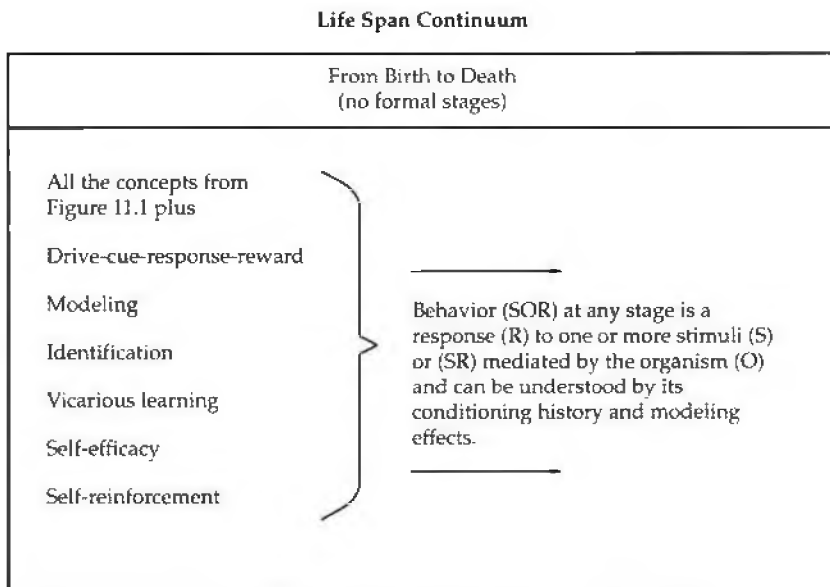 Life Span Continuum
From Birth to Death
(no formal stages)
All the concepts from
Figure 11.1 plus
Drive-cue-response-reward
Modeling
Identification
Vicarious learning
Self-efficacy
Self-reinforcement
Behavior (SOR) at any stage is a
response (R) to one or more stimuli (S)
or (SR) mediated by the organism (O)
and can be understood by its
conditioning history and modeling
effects.